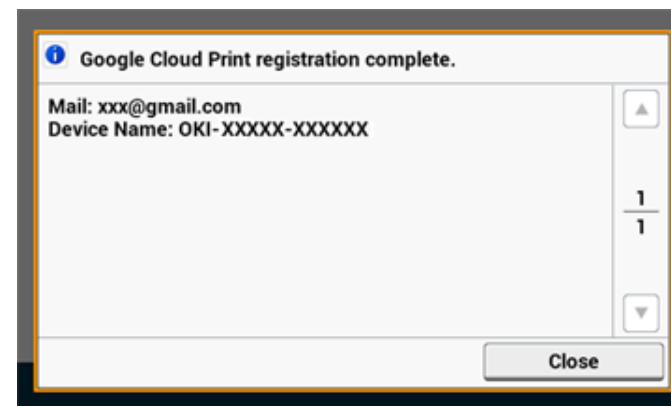 Google Cloud Print registration complete.
Mail: xxx@gmail.com
Device Name: OKI-XXXXX-XXXXXX
1
1
Close